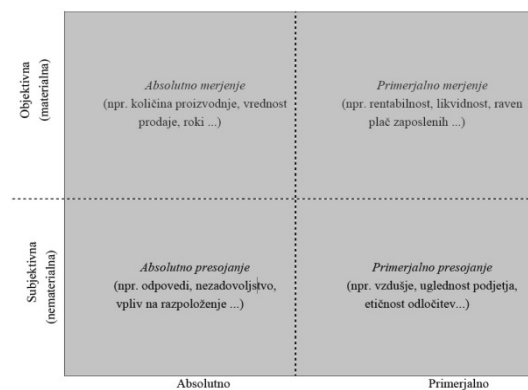 Objektivna
(materialna)
Absolutno merjenje
(npr. količina proizvodnje, vrednost
prodaje, roki ...)
Primerjalno merjenje
(npr. rentabilnost, likvidnost, raven
plač zaposlenih ...)
Subjektivna
(nematerialna)
Absolutno presojanje
(npr. odpovedi, nezadovoljstvo,
vpliv na razpoloženje ...)
Primerjalno presojanje
(npr. vzdušje, uglednost podjetja,
etičnost odločitev...)
Absolutno
Primerjalno